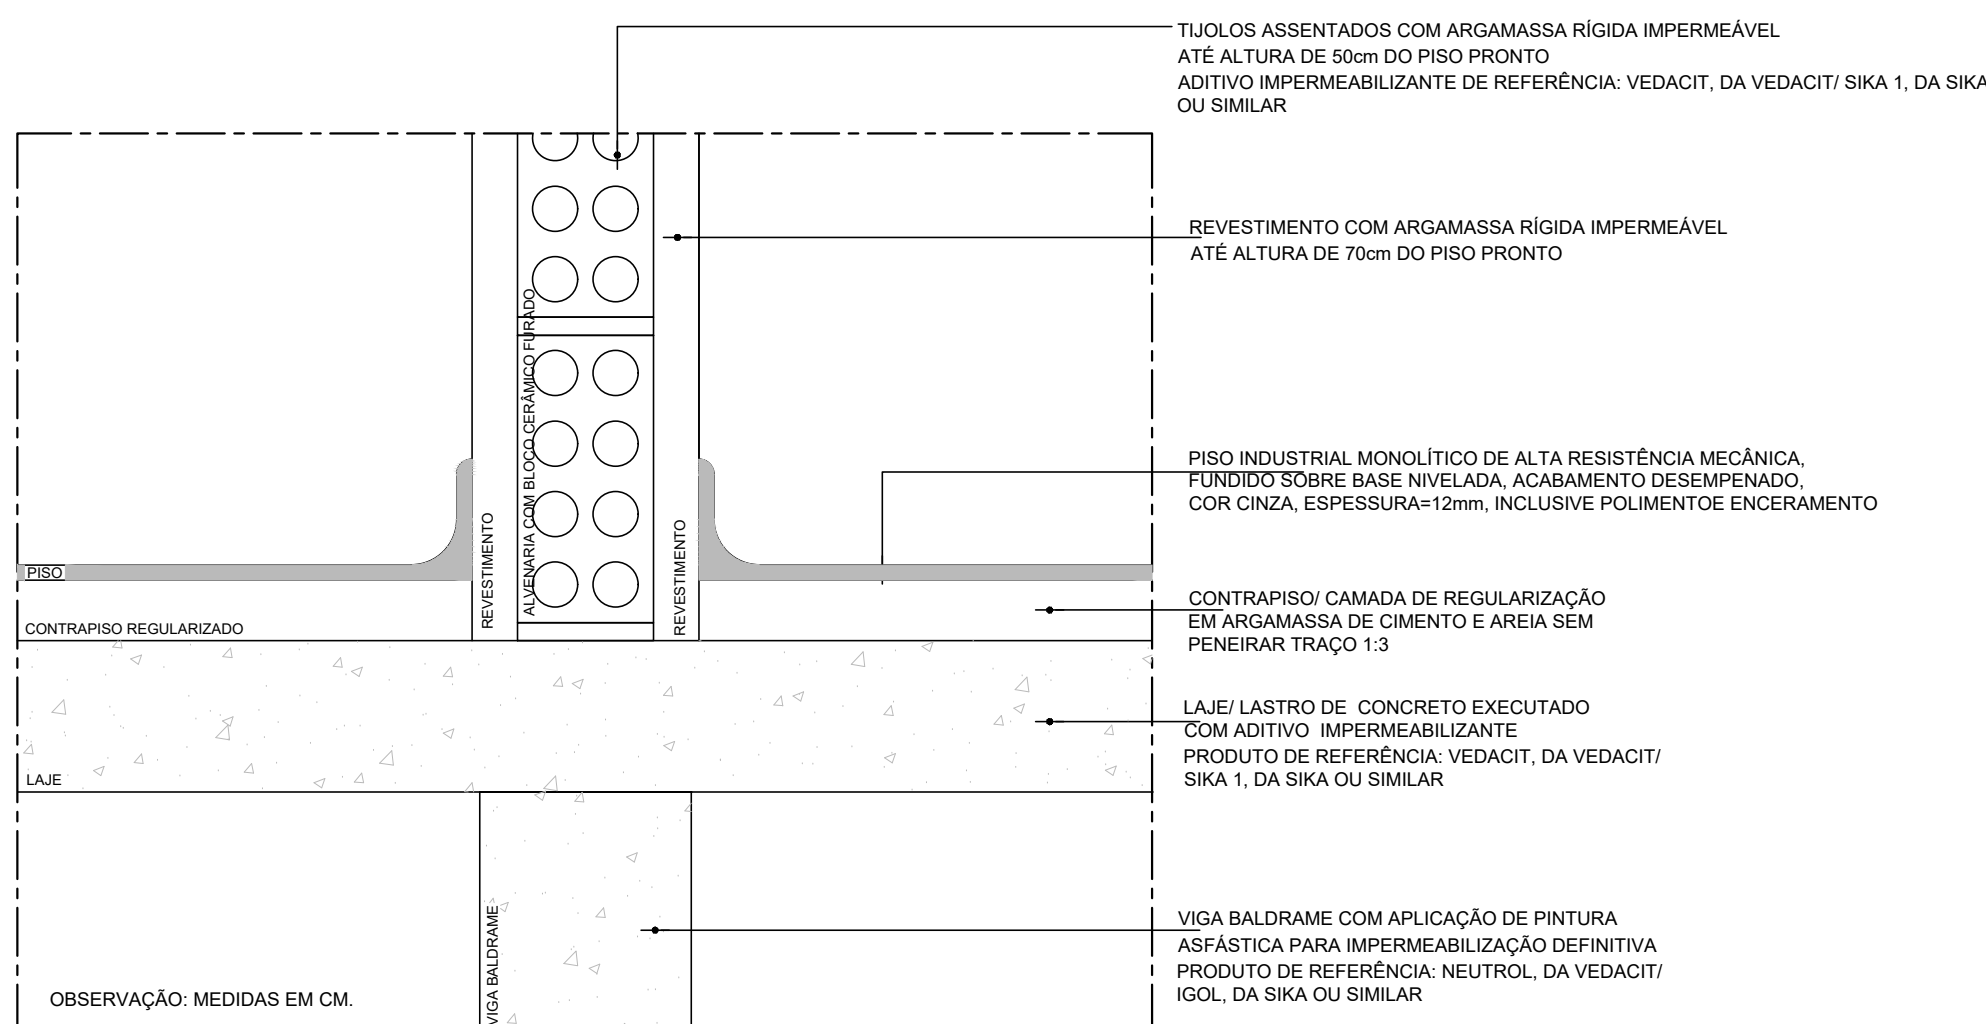 TIJOLOS ASSENTADOS COM ARGAMASSA RÍGIDA IMPERMEÁVEL
ATÉ ALTURA DE 50cm DO PISO PRONTO
ADITIVO IMPERMEABILIZANTE DE REFERÊNCIA: VEDACIT, DA VEDACIT/ SIKA 1, DA SIKA
OU SIMILAR
REVESTIMENTO COM ARGAMASSA RÍGIDA IMPERMEÁVEL
ATÉ ALTURA DE 70cm DO PISO PRONTO
PISO INDUSTRIAL MONOLÍTICO DE ALTA RESISTÊNCIA MECÂNICA,
FUNDIDO SOBRE BASE NIVELADA, ACABAMENTO DESEMPENADO,
COR CINZA, ESPESSURA=12mm, INCLUSIVE POLIMENTOE ENCERAMENTO
CONTRAPISO/ CAMADA DE REGULARIZAÇÃO
EM ARGAMASSA DE CIMENTO E AREIA SEM
PENEIRAR TRAÇO 1:3
LAJE/ LASTRO DE CONCRETO EXECUTADO
COM ADITIVO IMPERMEABILIZANTE
PRODUTO DE REFERÊNCIA: VEDACIT, DA VEDACIT/
SIKA 1, DA SIKA OU SIMILAR
VIGA BALDRAME COM APLICAÇÃO DE PINTURA
ASFÁSTICA PARA IMPERMEABILIZAÇÃO DEFINITIVA
PRODUTO DE REFERÊNCIA: NEUTROL, DA VEDACIT/
IGOL, DA SIKA OU SIMILAR
REVESTIMENTO
ALVENARIA COM BLOCO CERÂMICO FURADO
REVESTIMENTO
PISO
CONTRAPISO REGULARIZADO
LAJE
VIGA BALDRAME
OBSERVAÇÃO: MEDIDAS EM CM.